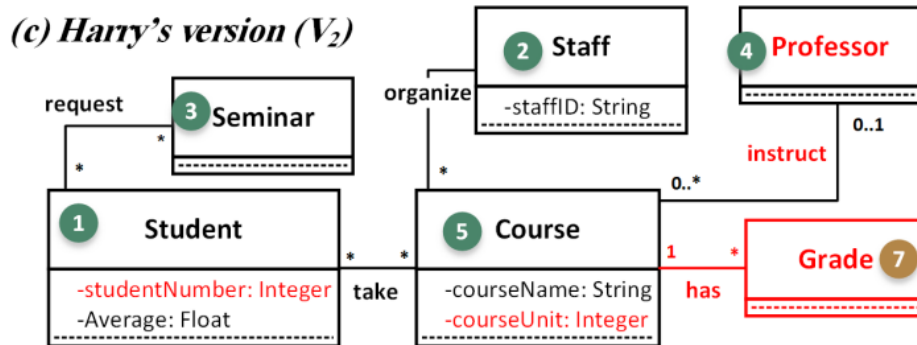 (c) Harry's version (V₂)
2 Staff
-staffID: String
4 Professor
request
3 Seminar
organize
*
*
*
0..1
instruct
0..*
1 Student
-studentNumber: Integer
-Average: Float
*
*
take
5 Course
-courseName: String
-courseUnit: Integer
1
*
has
Grade 7